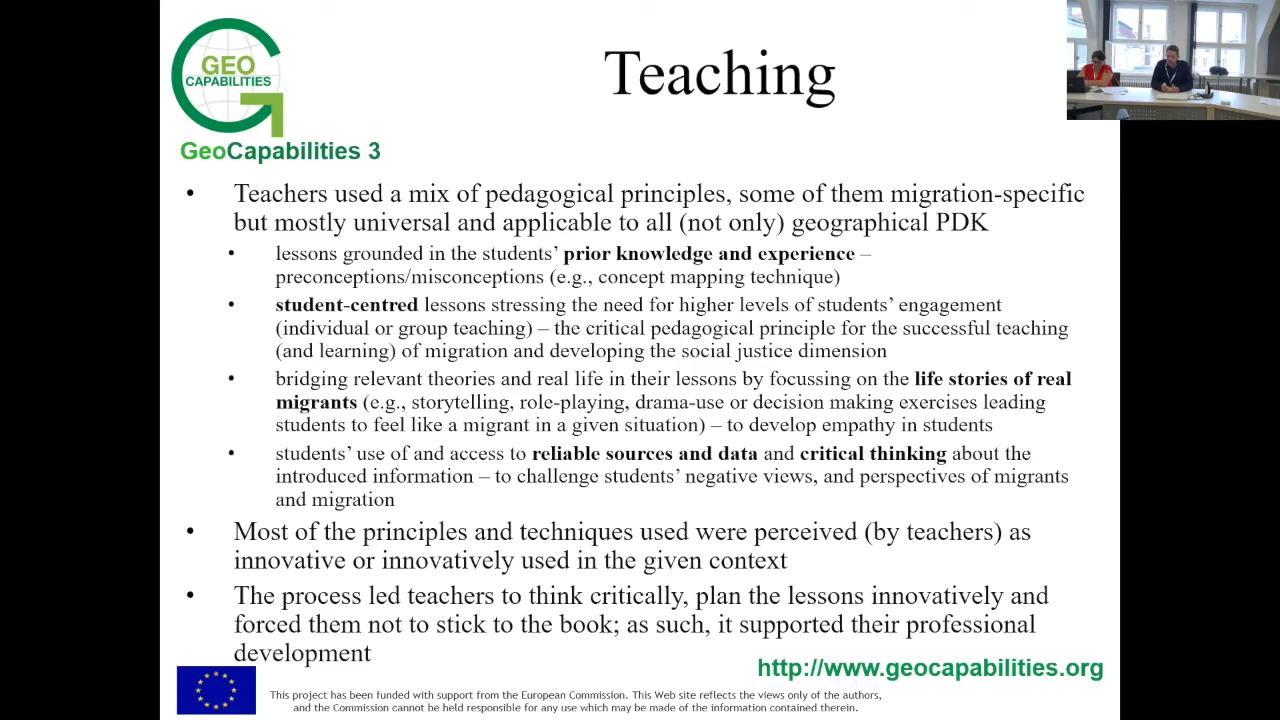 GEO
CAPABILITIES
GeoCapabilities 3
Teaching
• Teachers used a mix of pedagogical principles, some of them migration-specific
but mostly universal and applicable to all (not only) geographical PDK
• lessons grounded in the students’ prior knowledge and experience –
preconceptions/misconceptions (e.g., concept mapping technique)
• student-centred lessons stressing the need for higher levels of students’ engagement
(individual or group teaching) – the critical pedagogical principle for the successful teaching
(and learning) of migration and developing the social justice dimension
• bridging relevant theories and real life in their lessons by focussing on the life stories of real
migrants (e.g., storytelling, role-playing, drama-use or decision making exercises leading
students to feel like a migrant in a given situation) – to develop empathy in students
• students’ use of and access to reliable sources and data and critical thinking about the
introduced information – to challenge students’ negative views, and perspectives of migrants
and migration
• Most of the principles and techniques used were perceived (by teachers) as
innovative or innovatively used in the given context
• The process led teachers to think critically, plan the lessons innovatively and
forced them not to stick to the book; as such, it supported their professional
development
http://www.geocapabilities.org
This project has been funded with support from the European Commission. This Web site reflects the views only of the authors,
and the Commission cannot be held responsible for any use which may be made of the information contained therein.